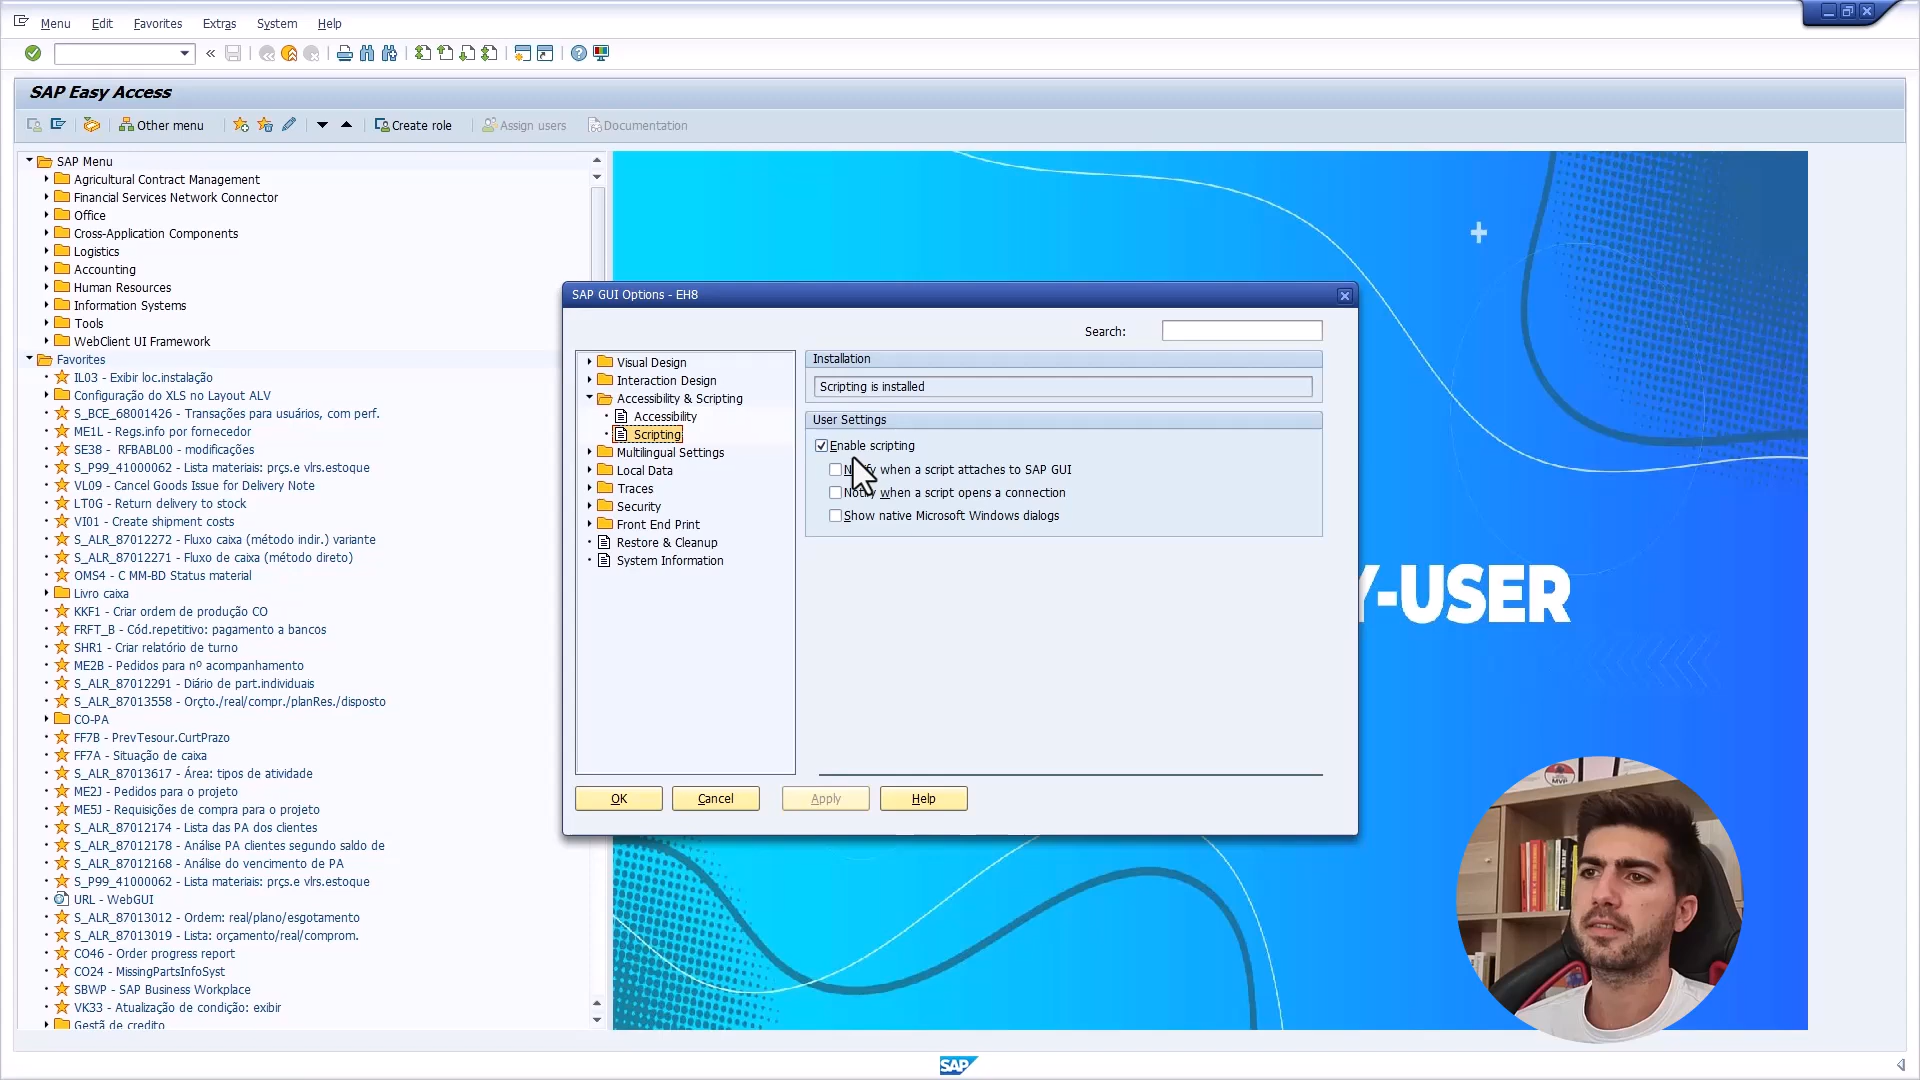 Menu Edit Favorites Extras System Help
SAP Easy Access
Other menu Create role Assign users Documentation
SAP Menu
Agricultural Contract Management
Financial Services Network Connector
Office
Cross-Application Components
Logistics
Accounting
Human Resources
Information Systems
Tools
WebClient UI Framework
Favorites
IL03 - Exibir loc.instalação
Configuração do XLS no Layout ALV
S_BCE_68001426 - Transações para usuários, com perf.
ME1L - Regs.info por fornecedor
SE38 - RFBABL00 - modificações
S_P99_41000062 - Lista materiais: prçs.e vlrs.estoque
VL09 - Cancel Goods Issue for Delivery Note
LT0G - Return delivery to stock
VI01 - Create shipment costs
S_ALR_87012272 - Fluxo caixa (método indir.) variante
S_ALR_87012271 - Fluxo de caixa (método direto)
OMS4 - C MM-BD Status material
Livro caixa
KKF1 - Criar ordem de produção CO
FRFT_B - Cód.repetitivo: pagamento a bancos
SHR1 - Criar relatório de turno
ME2B - Pedidos para nº acompanhamento
S_ALR_87012291 - Diário de part.individuais
S_ALR_87013558 - Orçto./real/compr./planRes./disposto
CO-PA
FF7B - PrevTesour.CurtPrazo
FF7A - Situação de caixa
S_ALR_87013617 - Área: tipos de atividade
ME2J - Pedidos para o projeto
ME5J - Requisições de compra para o projeto
S_ALR_87012174 - Lista das PA dos clientes
S_ALR_87012178 - Análise PA clientes segundo saldo de
S_ALR_87012168 - Análise do vencimento de PA
S_P99_41000062 - Lista materiais: prçs.e vlrs.estoque
URL - WebGUI
S_ALR_87013012 - Ordem: real/plano/esgotamento
S_ALR_87013019 - Lista: orçamento/real/comprom.
CO46 - Order progress report
CO24 - MissingPartsInfoSyst
SBWP - SAP Business Workplace
VK33 - Atualização de condição: exibir
Gestã de credito
SAP GUI Options - EH8
Search:
Visual Design
Interaction Design
Accessibility & Scripting
Accessibility
Scripting
Multilingual Settings
Local Data
Traces
Security
Front End Print
Restore & Cleanup
System Information
Installation
Scripting is installed
User Settings
Enable scripting
Notify when a script attaches to SAP GUI
Notify when a script opens a connection
Show native Microsoft Windows dialogs
OK Cancel Apply Help
Y-USER
MVP
SAP